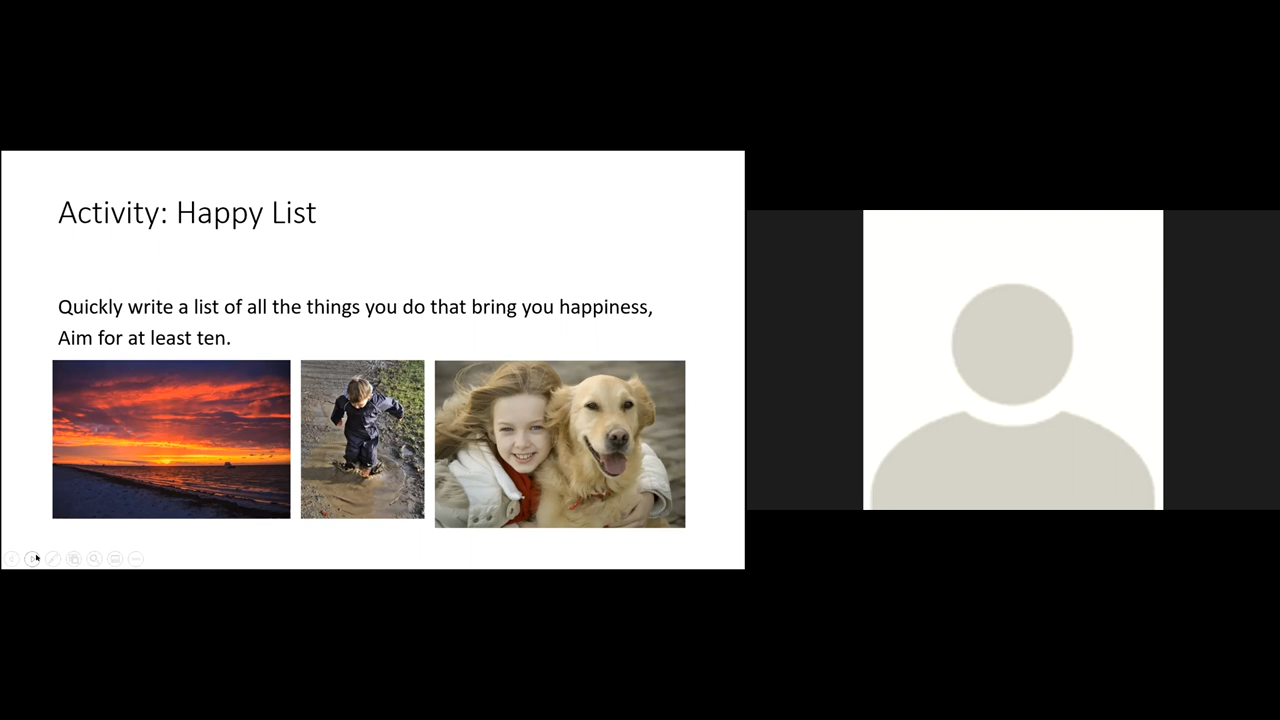 Activity: Happy List
Quickly write a list of all the things you do that bring you happiness,
Aim for at least ten.